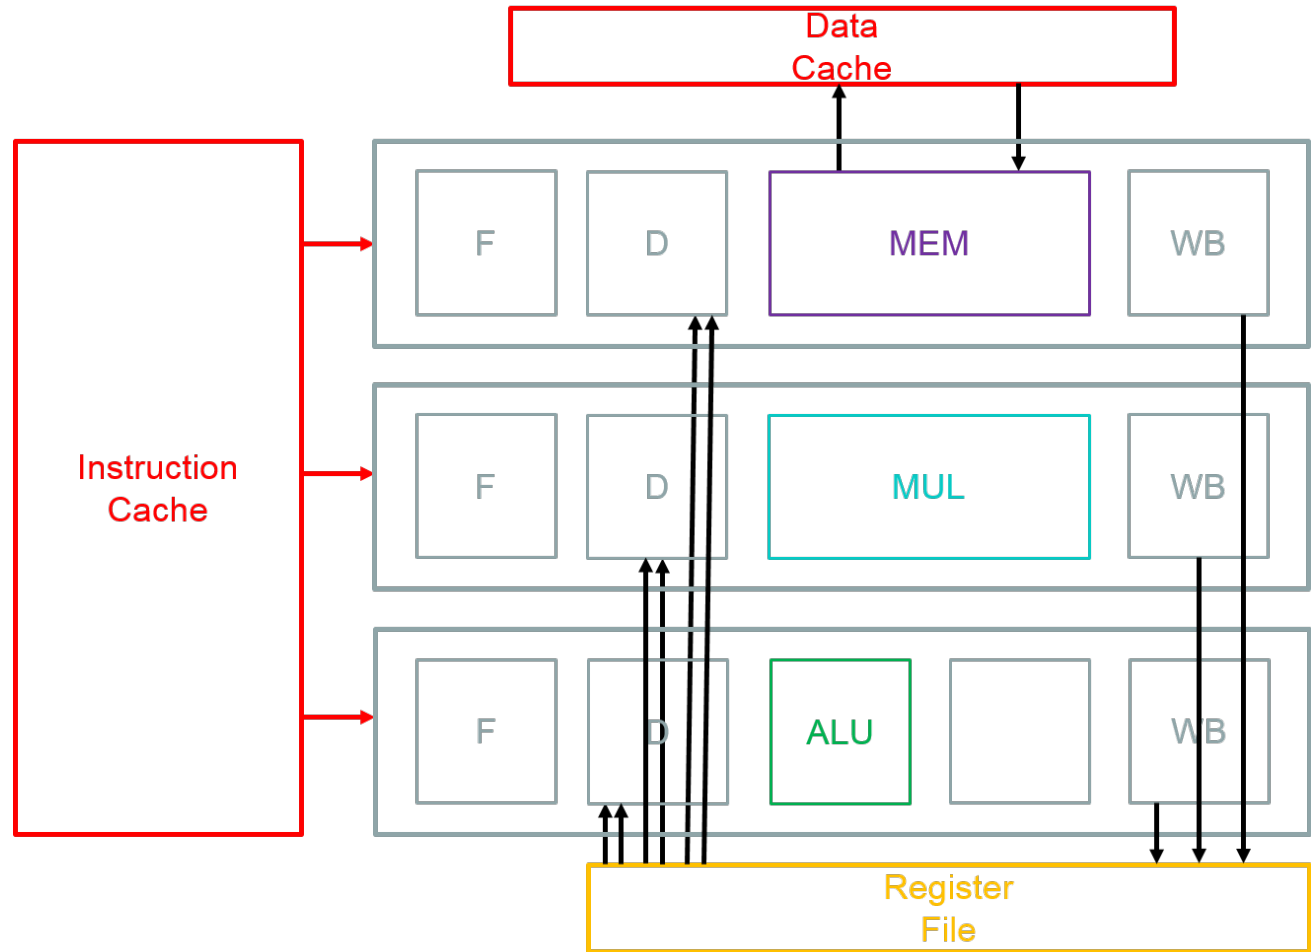 Data
Cache
F
D
MEM
WB
Instruction
Cache
F
D
MUL
WB
F
D
ALU
WB
Register
File